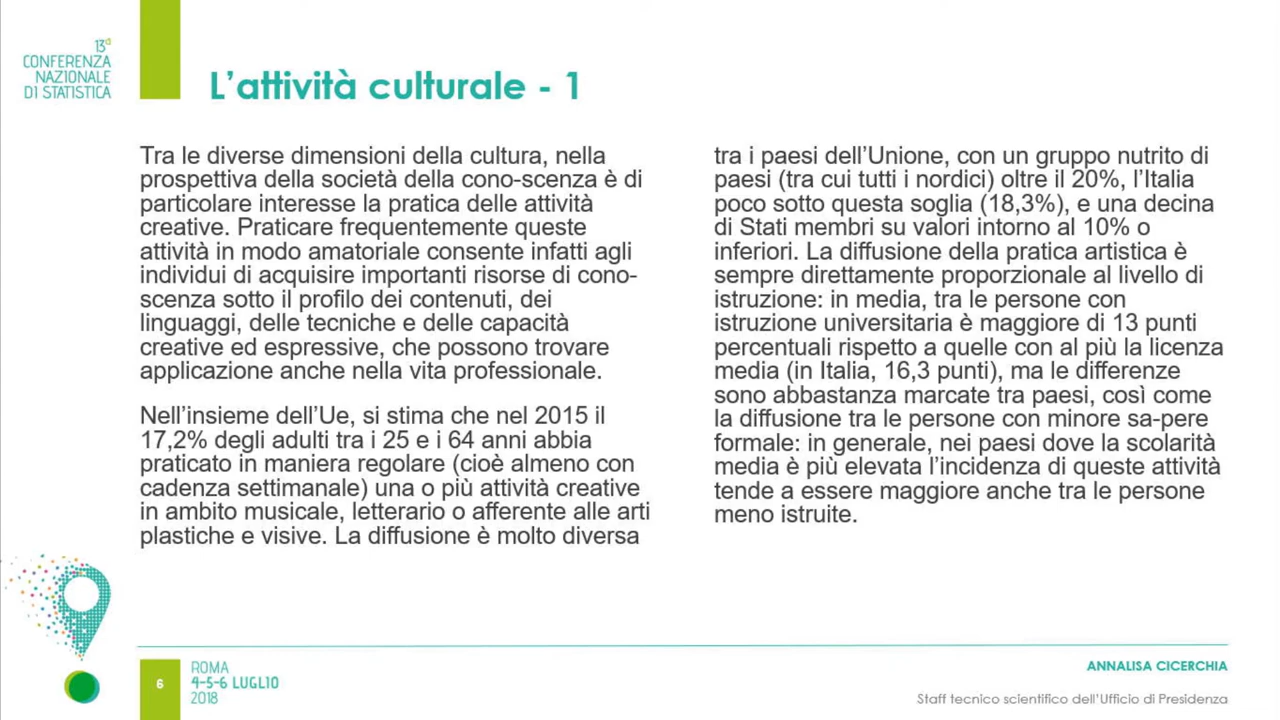 13ª
CONFERENZA
NAZIONALE
DI STATISTICA
L’attività culturale - 1
Tra le diverse dimensioni della cultura, nella
prospettiva della società della cono-scenza è di
particolare interesse la pratica delle attività
creative. Praticare frequentemente queste
attività in modo amatoriale consente infatti agli
individui di acquisire importanti risorse di cono-
scenza sotto il profilo dei contenuti, dei
linguaggi, delle tecniche e delle capacità
creative ed espressive, che possono trovare
applicazione anche nella vita professionale.
Nell’insieme dell’Ue, si stima che nel 2015 il
17,2% degli adulti tra i 25 e i 64 anni abbia
praticato in maniera regolare (cioè almeno con
cadenza settimanale) una o più attività creative
in ambito musicale, letterario o afferente alle arti
plastiche e visive. La diffusione è molto diversa
tra i paesi dell’Unione, con un gruppo nutrito di
paesi (tra cui tutti i nordici) oltre il 20%, l’Italia
poco sotto questa soglia (18,3%), e una decina
di Stati membri su valori intorno al 10% o
inferiori. La diffusione della pratica artistica è
sempre direttamente proporzionale al livello di
istruzione: in media, tra le persone con
istruzione universitaria è maggiore di 13 punti
percentuali rispetto a quelle con al più la licenza
media (in Italia, 16,3 punti), ma le differenze
sono abbastanza marcate tra paesi, così come
la diffusione tra le persone con minore sa-pere
formale: in generale, nei paesi dove la scolarità
media è più elevata l’incidenza di queste attività
tende a essere maggiore anche tra le persone
meno istruite.
6
ROMA
4-5-6 LUGLIO
2018
ANNALISA CICERCHIA
Staff tecnico scientifico dell’Ufficio di Presidenza